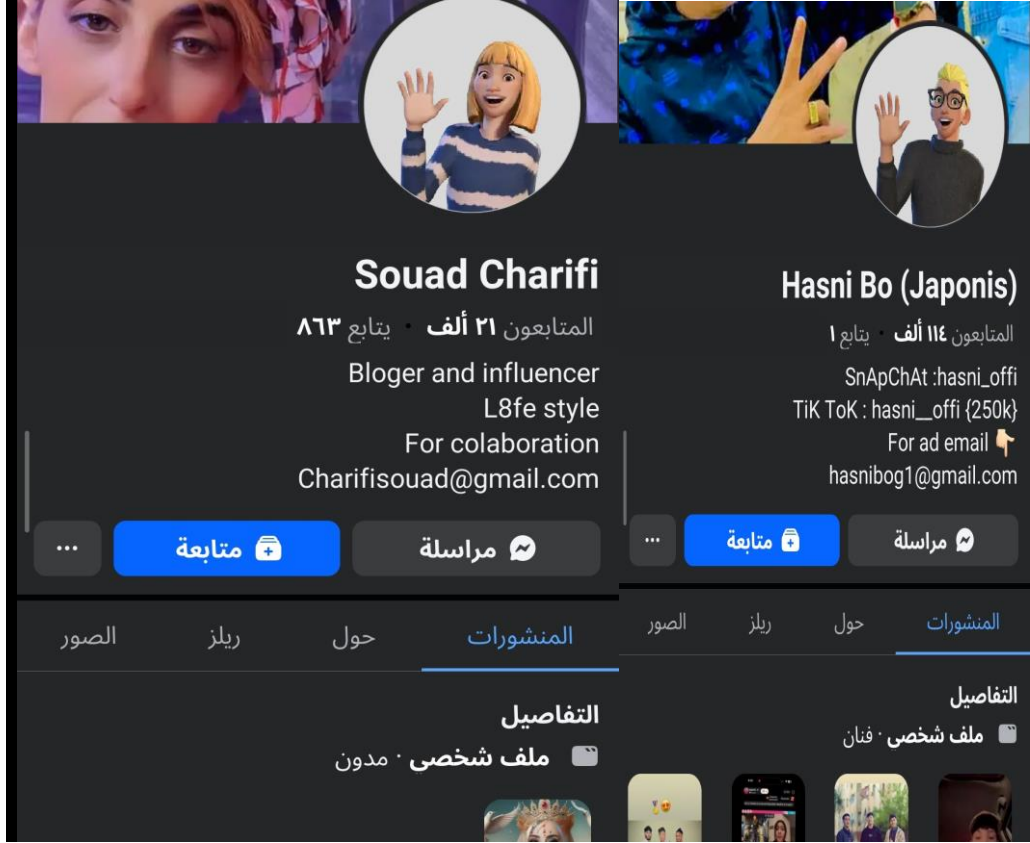 Souad Charifi
المتابعون ٢١ ألف · يتابع ٨٦٣
Bloger and influencer
L8fe style
For colaboration
Charifisouad@gmail.com
مراسلة
متابعة
المنشورات
حول
ريلز
الصور
التفاصيل
ملف شخصي · مدون
Hasni Bo (Japonis)
المتابعون ١١٤ ألف · يتابع ١
SnApChAt :hasni_offi
TiK ToK : hasni__offi {250k}
For ad email 👇🏻
hasnibog1@gmail.com
مراسلة
متابعة
المنشورات
حول
ريلز
الصور
التفاصيل
ملف شخصي · فنان